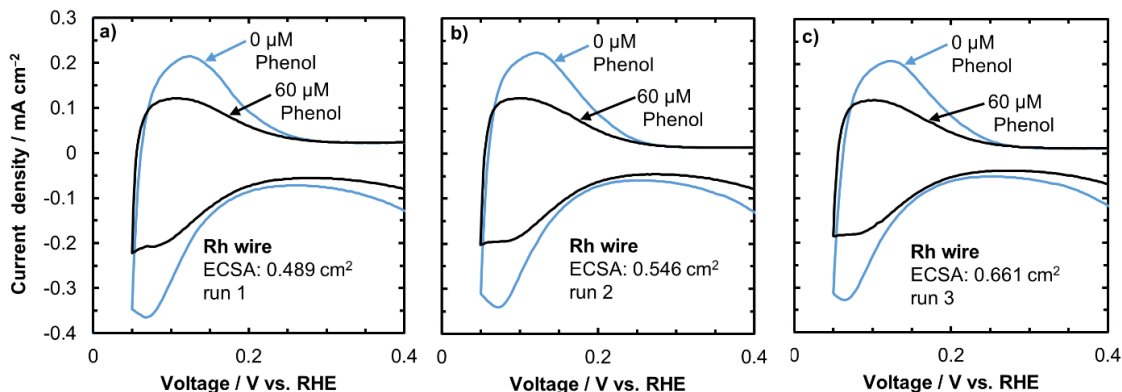 Current density / mA cm⁻²
0.3
0.2
0.1
0
-0.1
-0.2
-0.3
-0.4
a)
0 µM
Phenol
60 µM
Phenol
Rh wire
ECSA: 0.489 cm²
run 1
0
0.2
0.4
Voltage / V vs. RHE
b)
0 µM
Phenol
60 µM
Phenol
Rh wire
ECSA: 0.546 cm²
run 2
0
0.2
0.4
Voltage / V vs. RHE
c)
0 µM
Phenol
60 µM
Phenol
Rh wire
ECSA: 0.661 cm²
run 3
0
0.2
0.4
Voltage / V vs. RHE